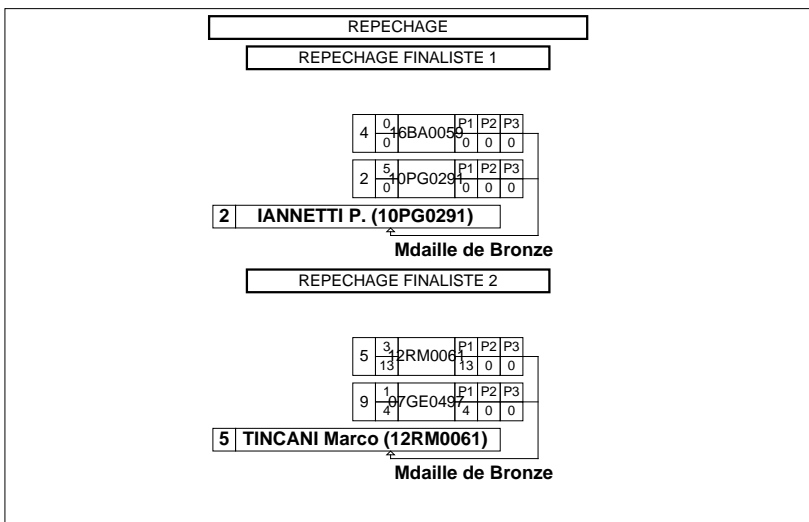 REPECHAGE
REPECHAGE FINALISTE 1
4 0 16BA0059 P1 P2 P3
0 0 0 0
2 5 10PG0291 P1 P2 P3
0 0 0 0
2 IANNETTI P. (10PG0291)
Mdaille de Bronze
REPECHAGE FINALISTE 2
5 3 12RM0061 P1 P2 P3
13 13 0 0
9 1 07GE0497 P1 P2 P3
4 4 0 0
5 TINCANI Marco (12RM0061)
Mdaille de Bronze